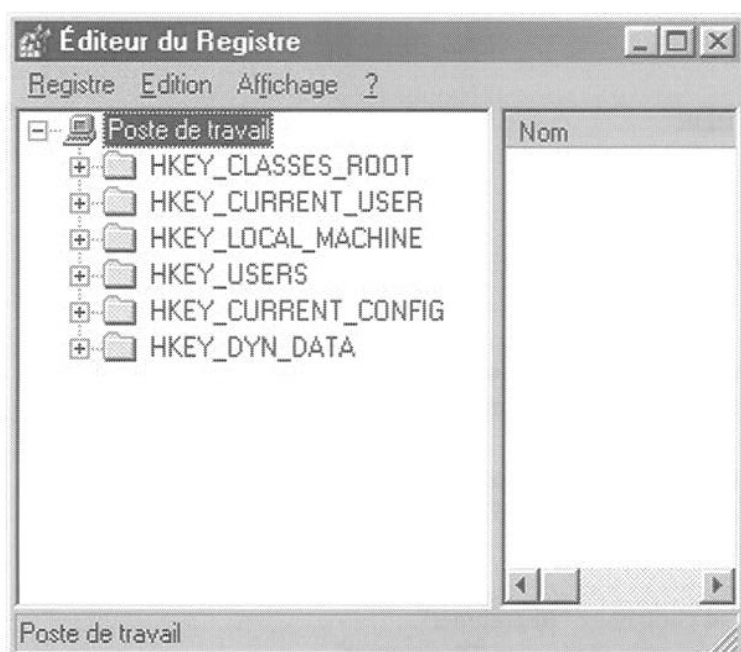 Éditeur du Registre
Registre Edition Affichage ?
Poste de travail
HKEY_CLASSES_ROOT
HKEY_CURRENT_USER
HKEY_LOCAL_MACHINE
HKEY_USERS
HKEY_CURRENT_CONFIG
HKEY_DYN_DATA
Nom
Poste de travail